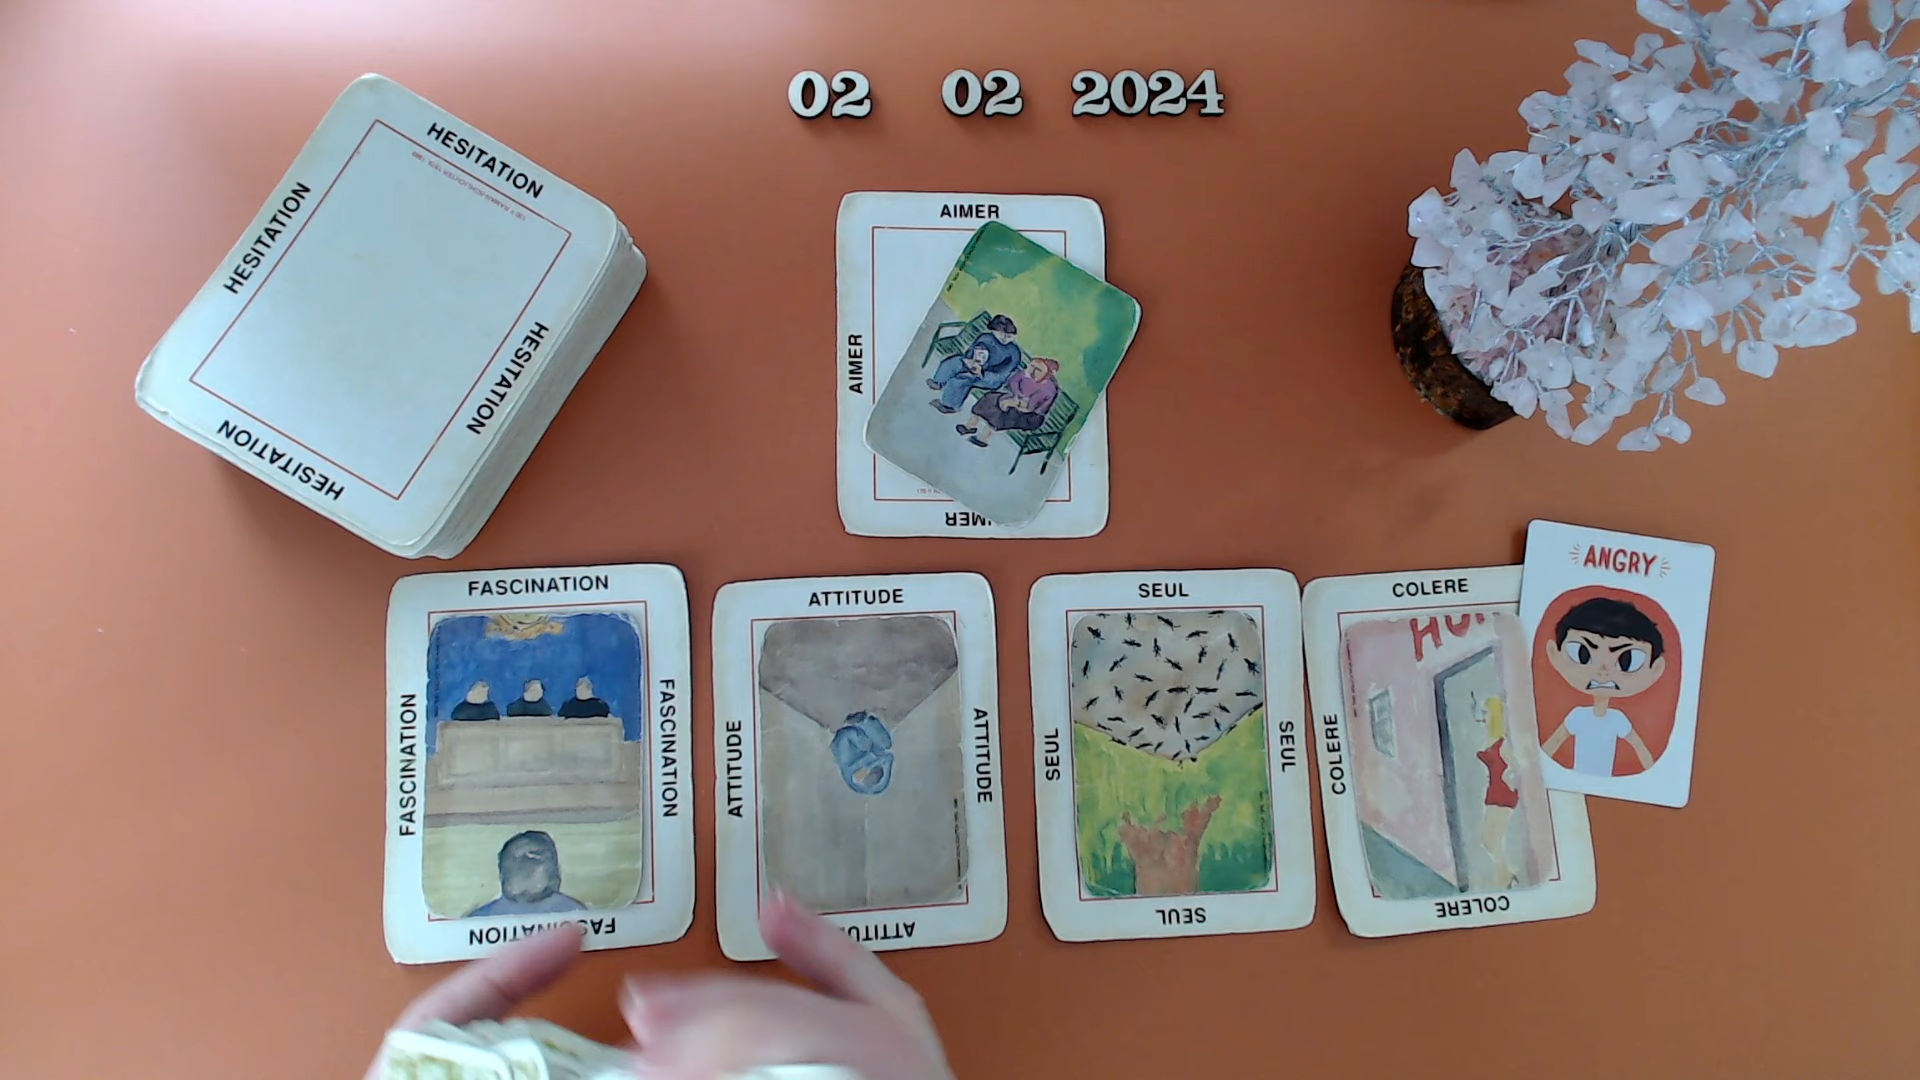 02 02 2024
HESITATION
HESITATION
HESITATION
HESITATION
AIMER
AIMER
FASCINATION
FASCINATION
FASCINATION
FASCINATION
ATTITUDE
ATTITUDE
ATTITUDE
SEUL
SEUL
SEUL
SEUL
COLERE
COLERE
COLERE
ANGRY